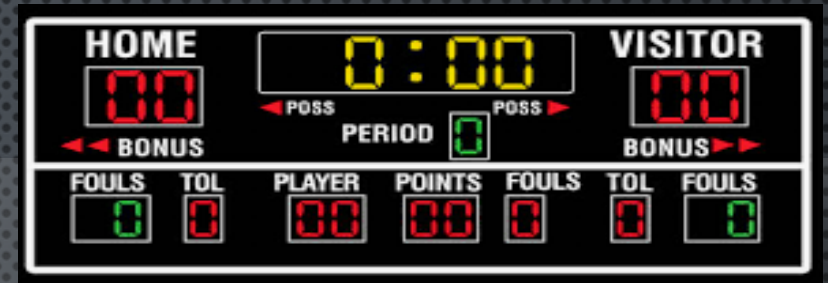 HOME 0:00 VISITOR
00 00
POSS POSS
PERIOD 0
BONUS BONUS
FOULS TOL PLAYER POINTS FOULS TOL FOULS
0 0 00 00 0 0 0